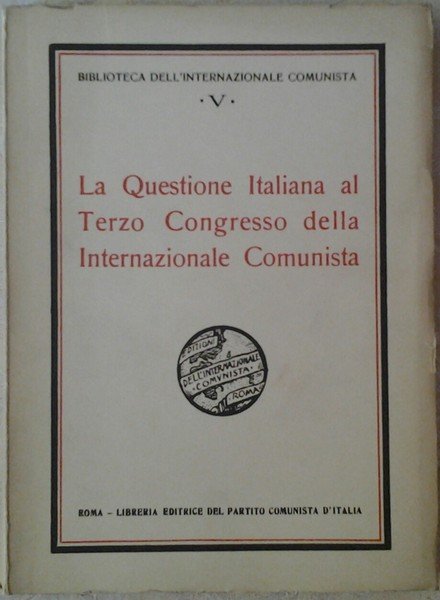 BIBLIOTECA DELL'INTERNAZIONALE COMUNISTA
· V ·
La Questione Italiana al
Terzo Congresso della
Internazionale Comunista
EDIZIONI
DELL'INTERNAZIONALE
COMVNISTA·
ROMA
ROMA – LIBRERIA EDITRICE DEL PARTITO COMUNISTA D'ITALIA